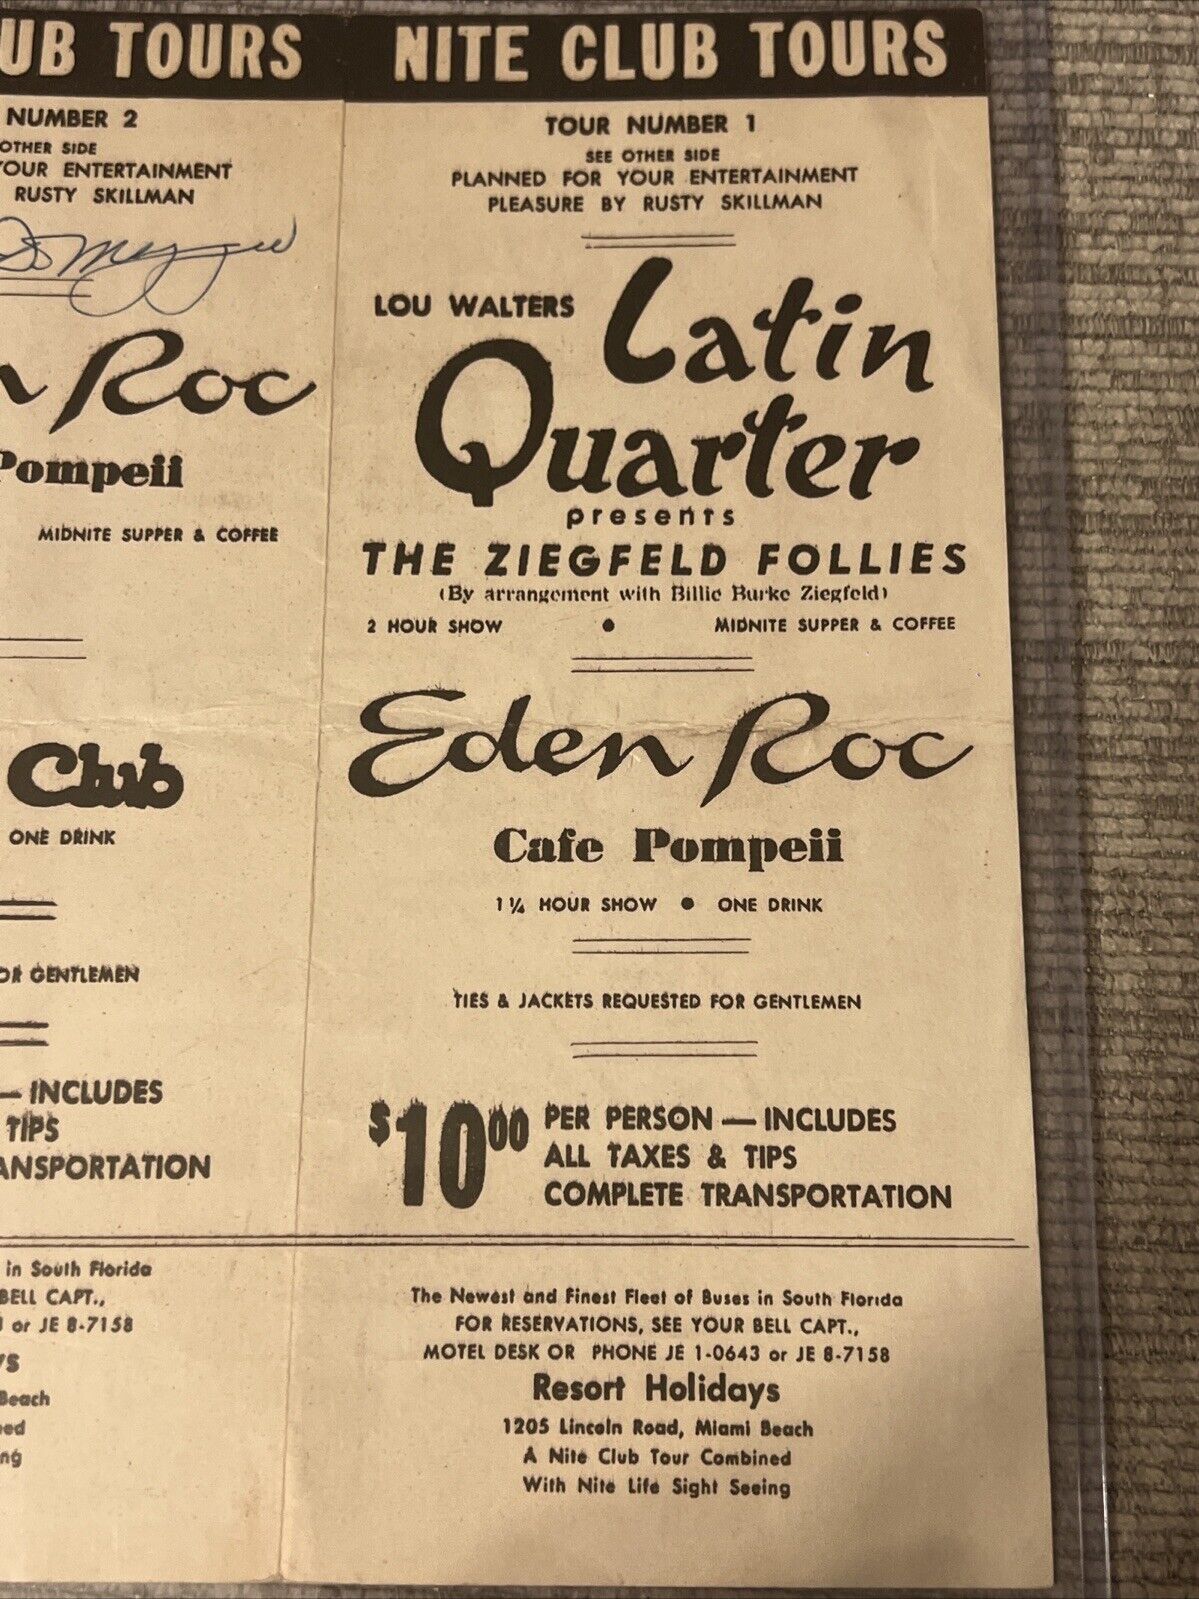 UB TOURS
NUMBER 2
OTHER SIDE
YOUR ENTERTAINMENT
RUSTY SKILLMAN
n Roc
Pompeii
MIDNITE SUPPER & COFFEE
Club
ONE DRINK
OR GENTLEMEN
— INCLUDES
TIPS
ANSPORTATION
in South Florida
BELL CAPT.,
or JE 8-7158
ys
Beach
ed
ng
NITE CLUB TOURS
TOUR NUMBER 1
SEE OTHER SIDE
PLANNED FOR YOUR ENTERTAINMENT
PLEASURE BY RUSTY SKILLMAN
LOU WALTERS Latin
Quarter
presents
THE ZIEGFELD FOLLIES
(By arrangement with Billie Burke Ziegfeld)
2 HOUR SHOW • MIDNITE SUPPER & COFFEE
Eden Roc
Cafe Pompeii
1¼ HOUR SHOW • ONE DRINK
TIES & JACKETS REQUESTED FOR GENTLEMEN
$10.00 PER PERSON — INCLUDES
ALL TAXES & TIPS
COMPLETE TRANSPORTATION
The Newest and Finest Fleet of Buses in South Florida
FOR RESERVATIONS, SEE YOUR BELL CAPT.,
MOTEL DESK OR PHONE JE 1-0643 or JE 8-7158
Resort Holidays
1205 Lincoln Road, Miami Beach
A Nite Club Tour Combined
With Nite Life Sight Seeing